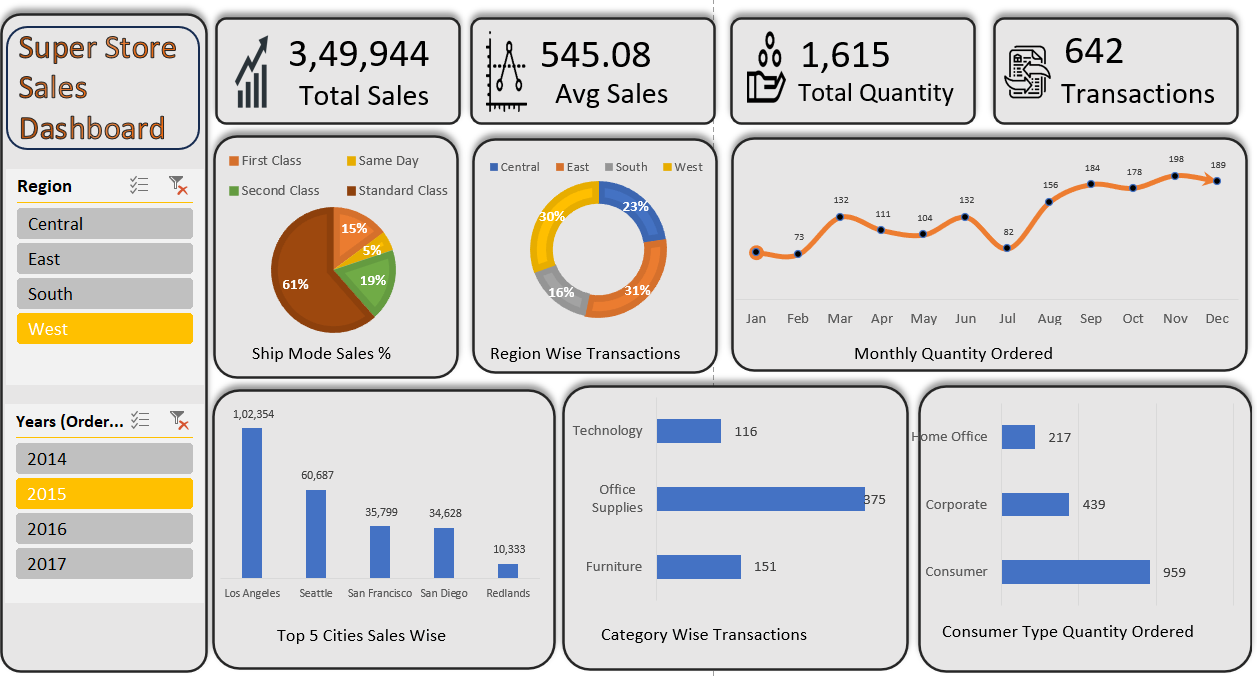 Super Store
Sales
Dashboard
3,49,944
Total Sales
545.08
Avg Sales
1,615
Total Quantity
642
Transactions
Region
Central
East
South
West
Years (Order...
2014
2015
2016
2017
First Class
Same Day
Second Class
Standard Class
15%
5%
19%
61%
Ship Mode Sales %
Central East South West
23%
31%
16%
30%
Region Wise Transactions
73
132
111
104
132
82
156
184
178
198
189
Jan Feb Mar Apr May Jun Jul Aug Sep Oct Nov Dec
Monthly Quantity Ordered
1,02,354
60,687
35,799
34,628
10,333
Los Angeles Seattle San Francisco San Diego Redlands
Top 5 Cities Sales Wise
Technology 116
Office
Supplies 375
Furniture 151
Category Wise Transactions
Home Office 217
Corporate 439
Consumer 959
Consumer Type Quantity Ordered